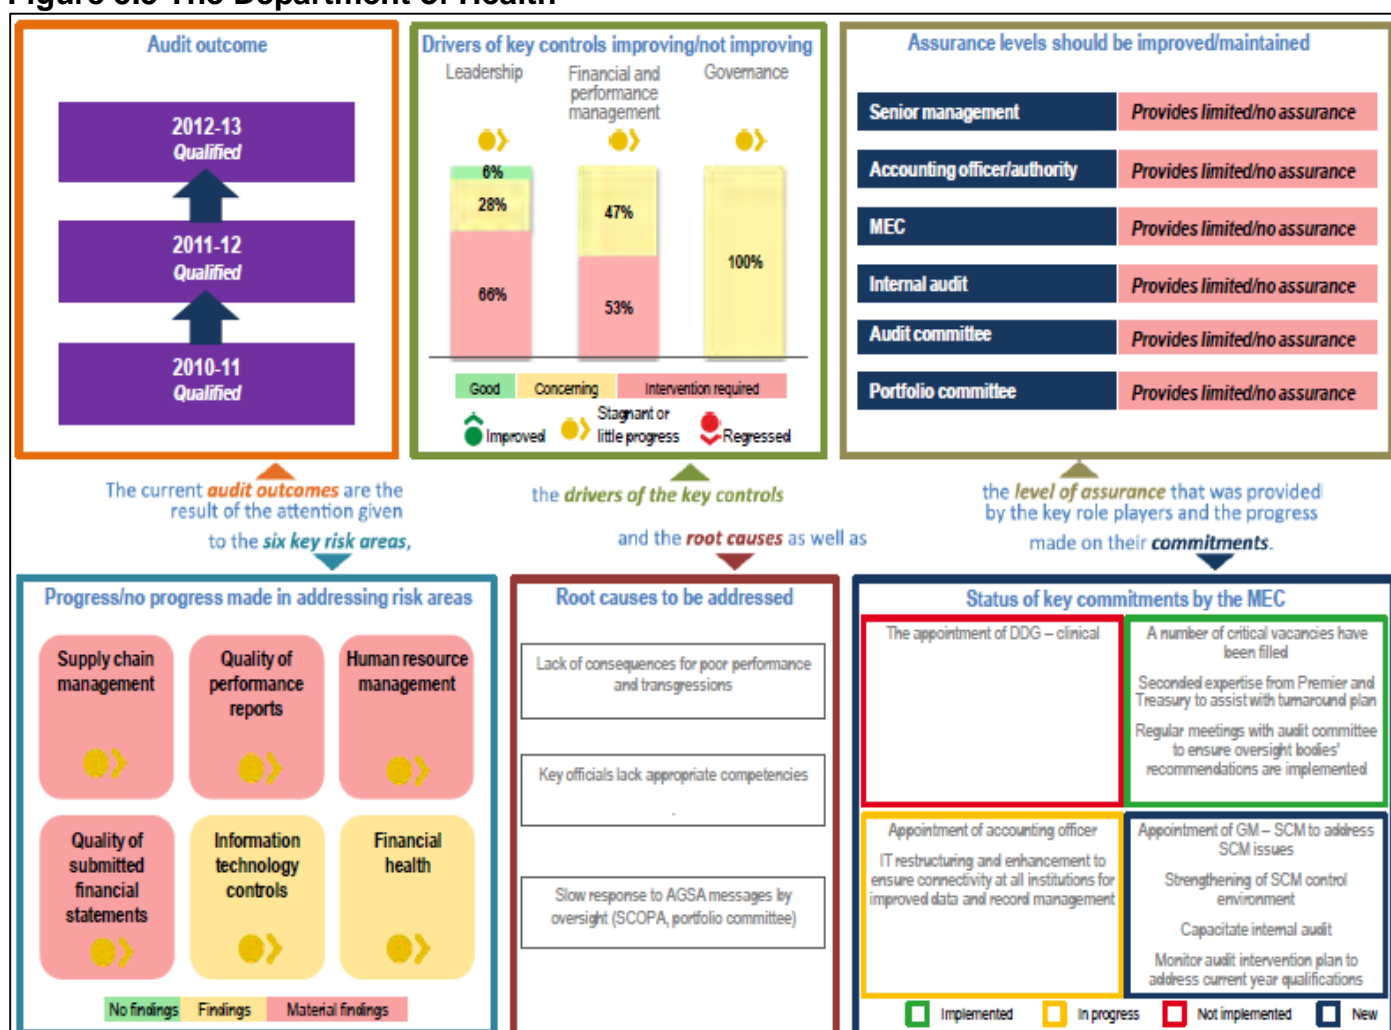 Figure 3.3 The Department of Health
Audit outcome
2012-13
Qualified
2011-12
Qualified
2010-11
Qualified
Drivers of key controls improving/not improving
Leadership
Financial and
performance
management
Governance
6%
28%
66%
47%
53%
100%
Good
Concerning
Intervention required
Improved
Stagnant or
little progress
Regressed
Assurance levels should be improved/maintained
Senior management
Provides limited/no assurance
Accounting officer/authority
Provides limited/no assurance
MEC
Provides limited/no assurance
Internal audit
Provides limited/no assurance
Audit committee
Provides limited/no assurance
Portfolio committee
Provides limited/no assurance
The current audit outcomes are the
result of the attention given
to the six key risk areas,
the drivers of the key controls
and the root causes as well as
the level of assurance that was provided
by the key role players and the progress
made on their commitments.
Progress/no progress made in addressing risk areas
Supply chain
management
Quality of
performance
reports
Human resource
management
Quality of
submitted
financial
statements
Information
technology
controls
Financial
health
No findings
Findings
Material findings
Root causes to be addressed
Lack of consequences for poor performance
and transgressions
Key officials lack appropriate competencies
.
Slow response to AGSA messages by
oversight (SCOPA, portfolio committee)
Status of key commitments by the MEC
The appointment of DDG – clinical
A number of critical vacancies have
been filled
Seconded expertise from Premier and
Treasury to assist with turnaround plan
Regular meetings with audit committee
to ensure oversight bodies'
recommendations are implemented
Appointment of accounting officer
IT restructuring and enhancement to
ensure connectivity at all institutions for
improved data and record management
Appointment of GM – SCM to address
SCM issues
Strengthening of SCM control
environment
Capacitate internal audit
Monitor audit intervention plan to
address current year qualifications
Implemented
In progress
Not implemented
New